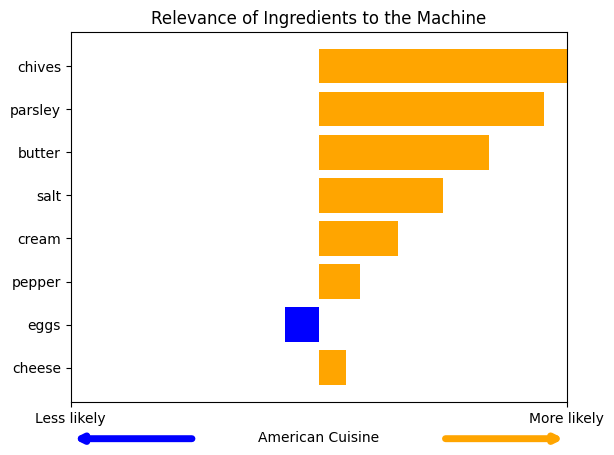 Relevance of Ingredients to the Machine
chives
parsley
butter
salt
cream
pepper
eggs
cheese
Less likely
More likely
American Cuisine